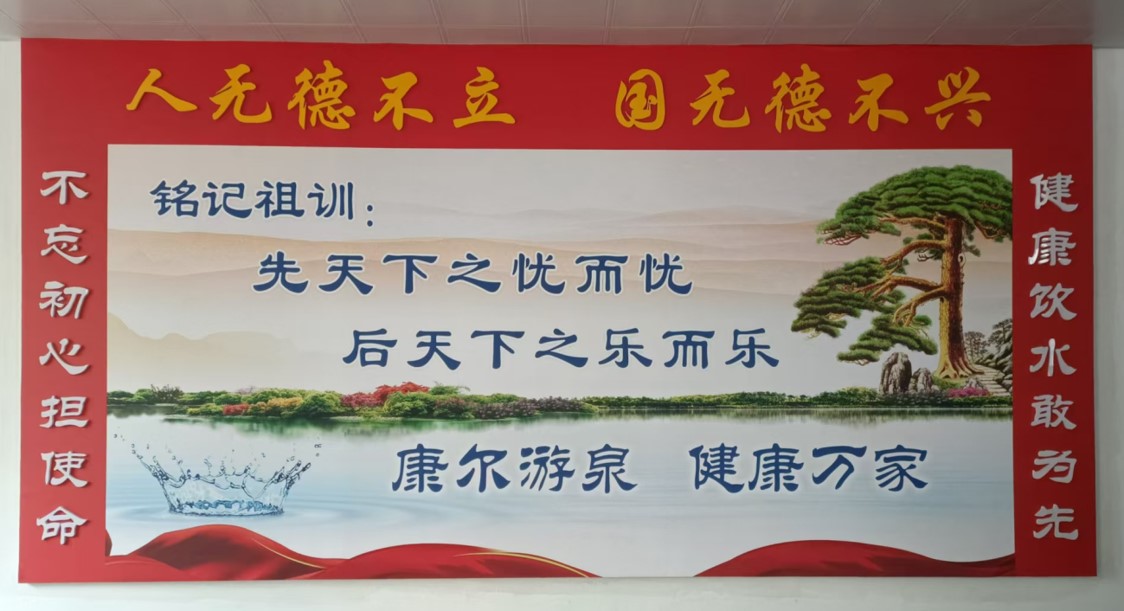 人无德不立 国无德不兴
不忘初心担使命
铭记祖训：
先天下之忧而忧
后天下之乐而乐
康尔游泉 健康万家
健康饮水敢为先